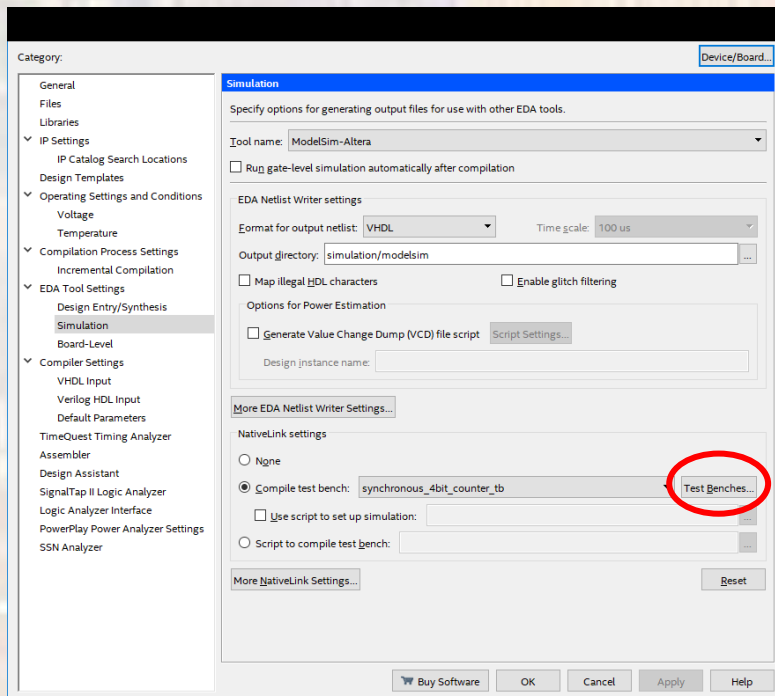 Category:
Device/Board...
General
Files
Libraries
IP Settings
IP Catalog Search Locations
Design Templates
Operating Settings and Conditions
Voltage
Temperature
Compilation Process Settings
Incremental Compilation
EDA Tool Settings
Design Entry/Synthesis
Simulation
Board-Level
Compiler Settings
VHDL Input
Verilog HDL Input
Default Parameters
TimeQuest Timing Analyzer
Assembler
Design Assistant
SignalTap II Logic Analyzer
Logic Analyzer Interface
PowerPlay Power Analyzer Settings
SSN Analyzer
Simulation
Specify options for generating output files for use with other EDA tools.
Tool name: ModelSim-Altera
Run gate-level simulation automatically after compilation
EDA Netlist Writer settings
Format for output netlist: VHDL Time scale: 100 us
Output directory: simulation/modelsim ...
Map illegal HDL characters Enable glitch filtering
Options for Power Estimation
Generate Value Change Dump (VCD) file script Script Settings...
Design instance name:
More EDA Netlist Writer Settings...
NativeLink settings
None
Compile test bench: synchronous_4bit_counter_tb Test Benches...
Use script to set up simulation: ...
Script to compile test bench: ...
More NativeLink Settings... Reset
Buy Software OK Cancel Apply Help